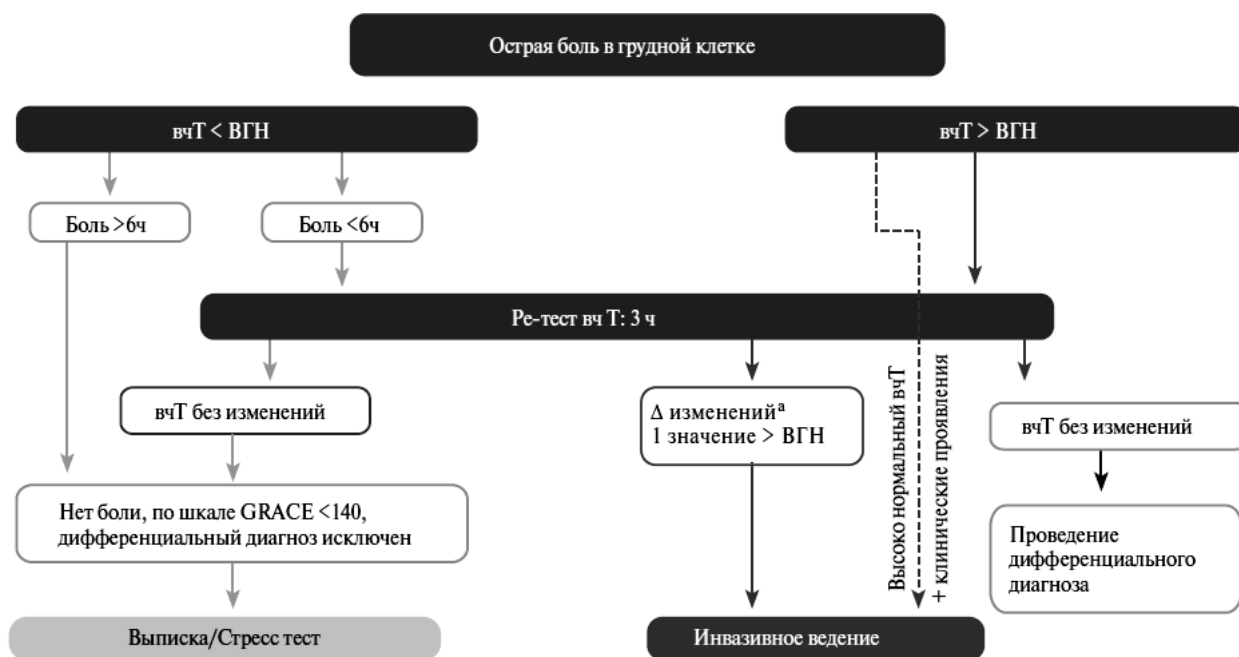 Острая боль в грудной клетке
вчТ < ВГН
вчТ > ВГН
Боль >6ч
Боль <6ч
Ре-тест вч Т: 3 ч
вчТ без изменений
Δ изменений^а
1 значение > ВГН
Высоко нормальный вчТ
+ клинические проявления
вчТ без изменений
Нет боли, по шкале GRACE <140,
дифференциальный диагноз исключен
Проведение
дифференциального
диагноза
Выписка/Стресс тест
Инвазивное ведение